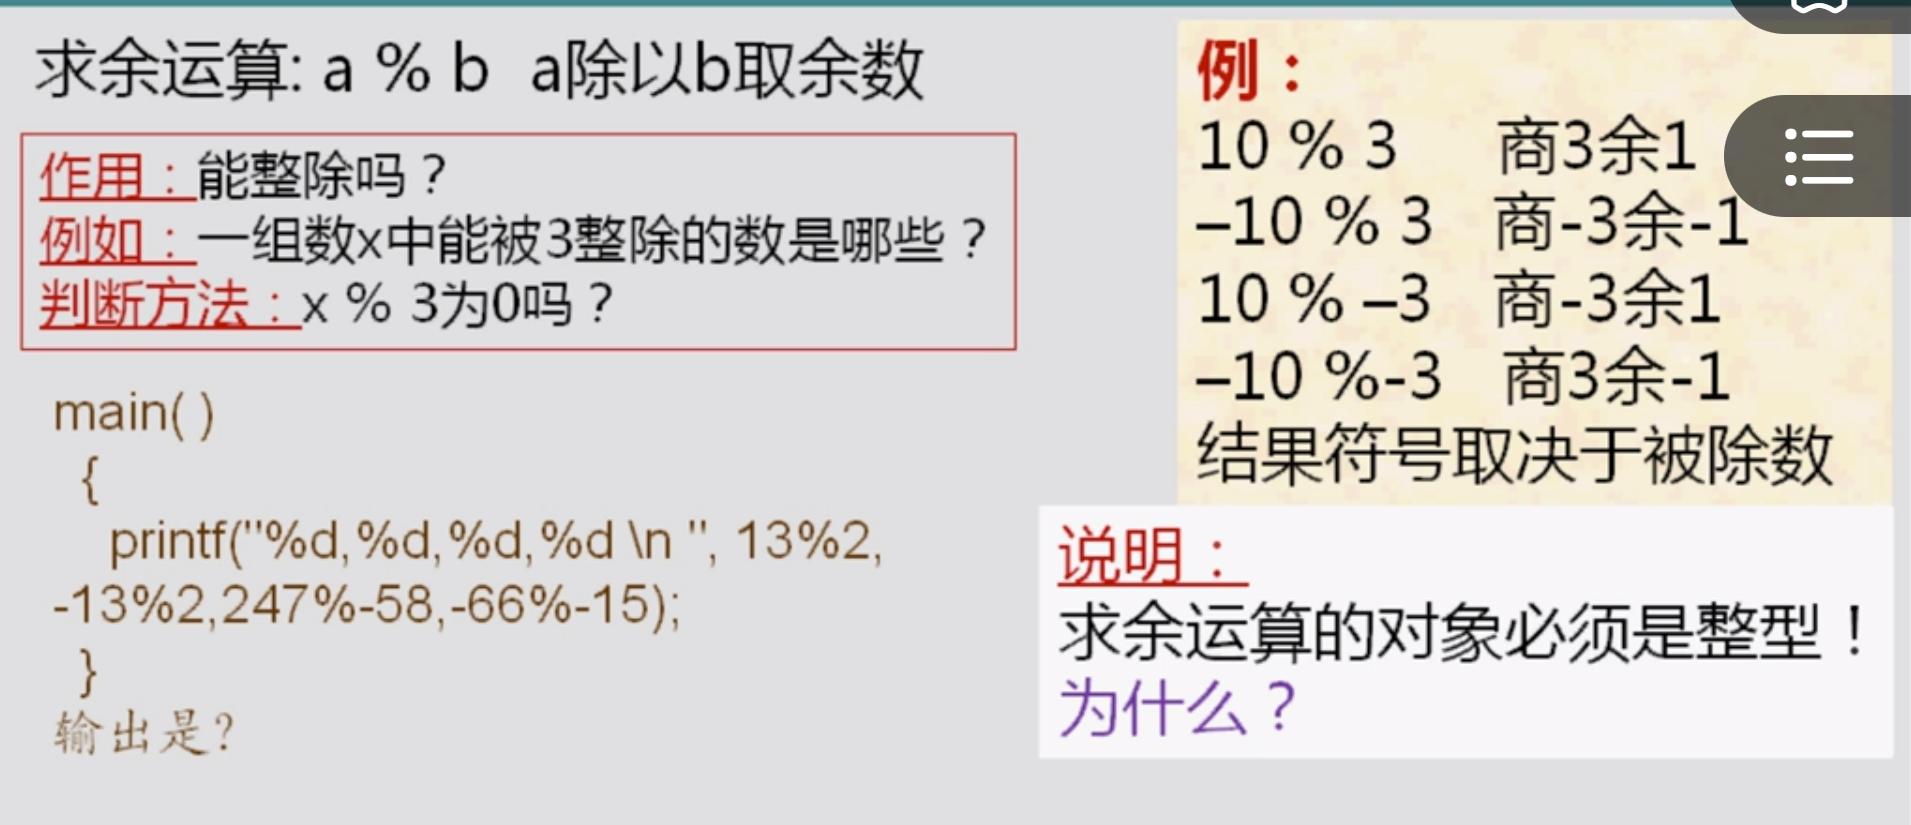 求余运算: a % b  a除以b取余数
作用：能整除吗？
例如：一组数x中能被3整除的数是哪些？
判断方法：x % 3为0吗？
main( )
{
printf("%d,%d,%d,%d \n ", 13%2,
-13%2,247%-58,-66%-15);
}
输出是?
例：
10 % 3 商3余1
–10 % 3 商-3余-1
10 % –3 商-3余1
–10 %-3 商3余-1
结果符号取决于被除数
说明：
求余运算的对象必须是整型！
为什么？